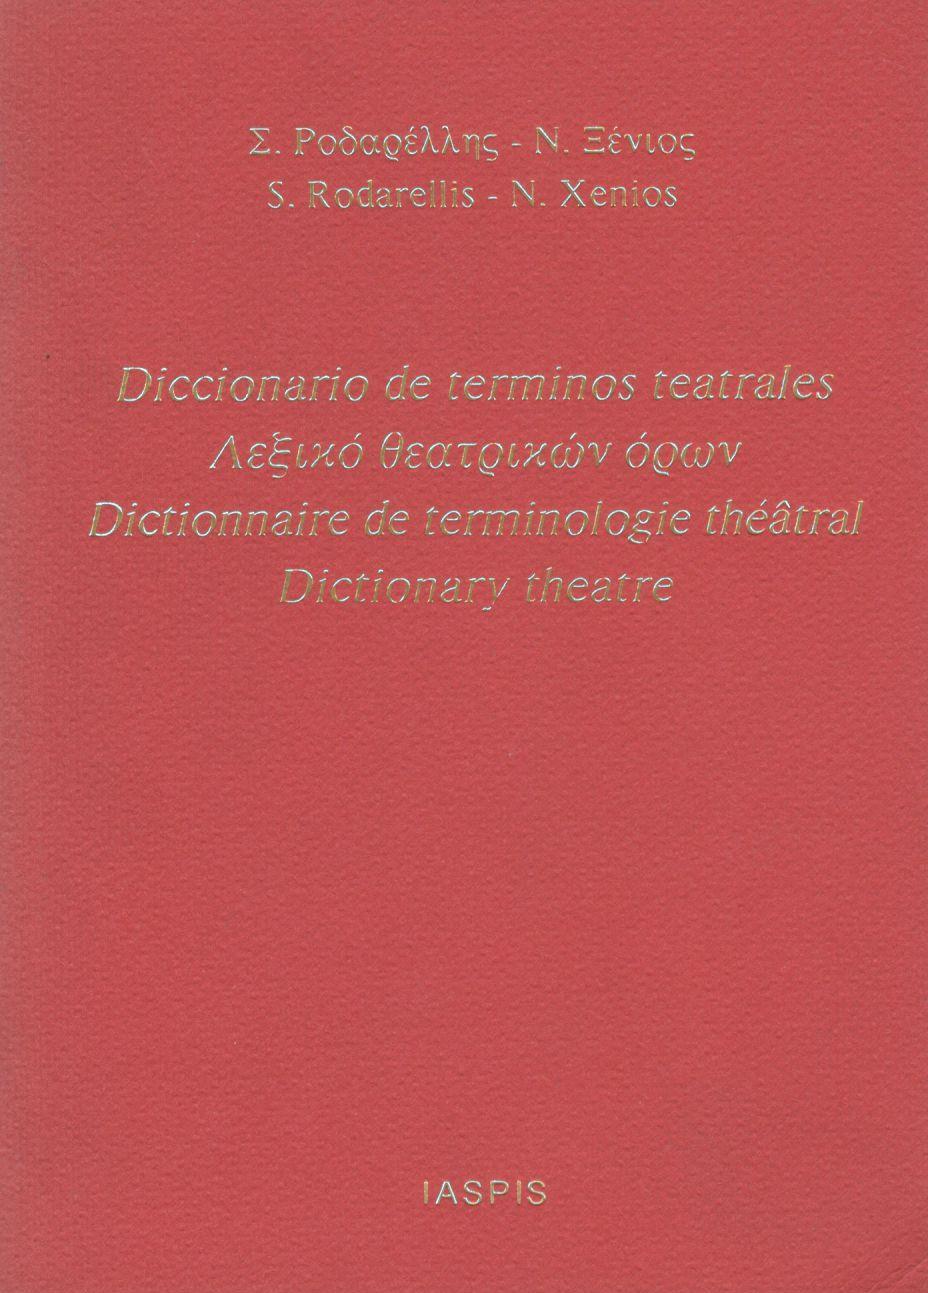 Σ. Ροδαρέλλης - Ν. Ξένιος
S. Rodarellis - N. Xenios
Diccionario de terminos teatrales
Λεξικό θεατρικών όρων
Dictionnaire de terminologie théâtral
Dictionary theatre
IASPIS